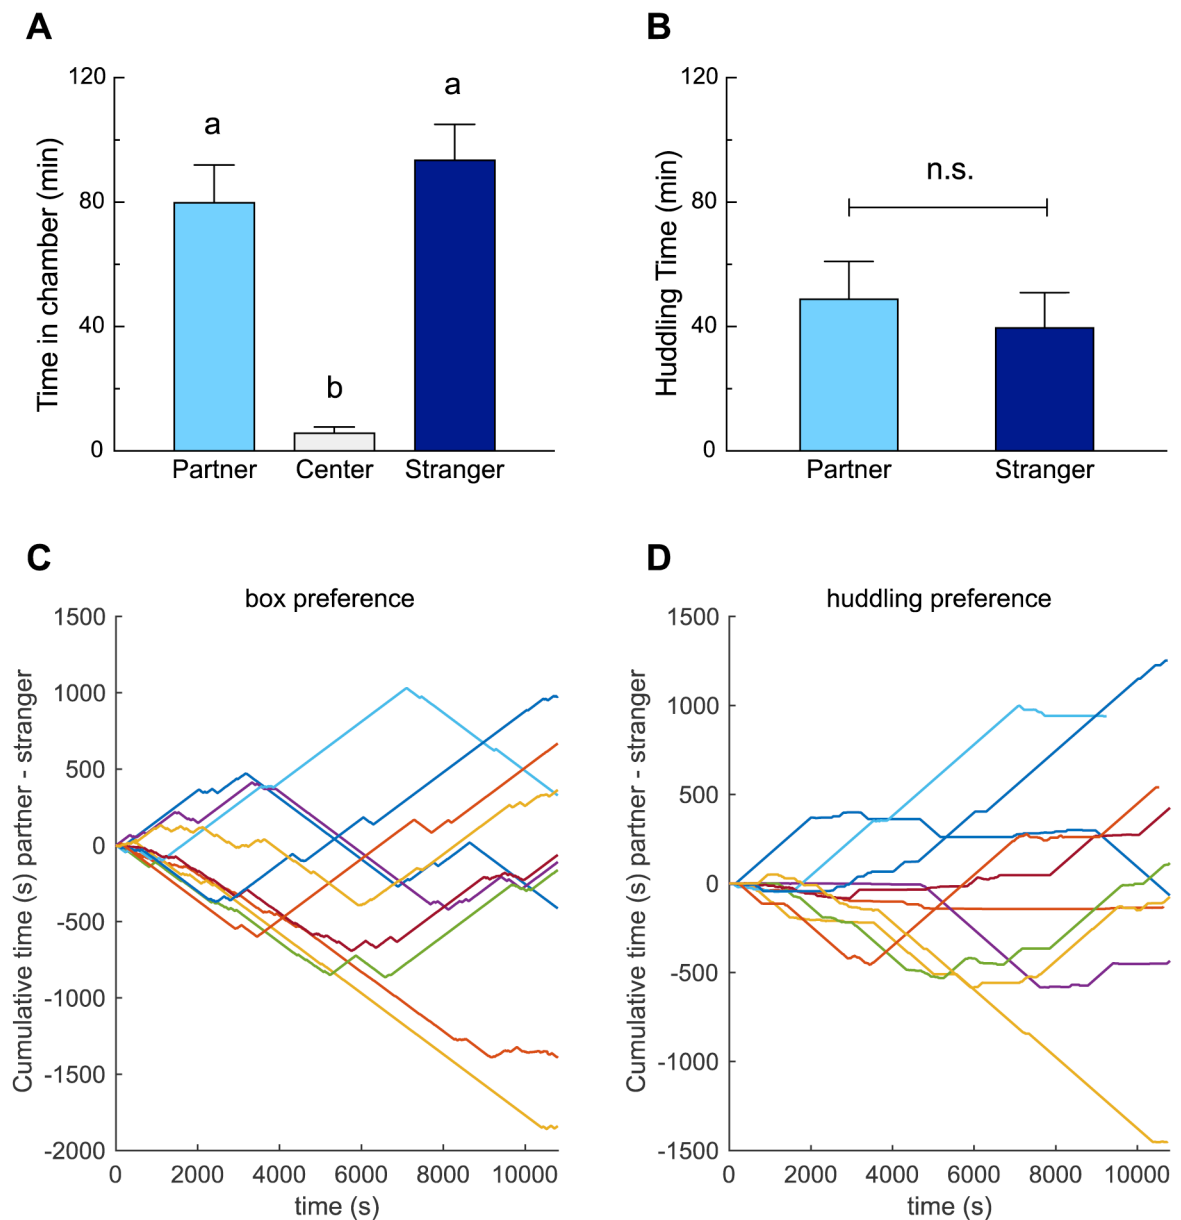 A
Time in chamber (min)
120
80
40
0
a
b
a
Partner Center Stranger
B
Huddling Time (min)
120
80
40
0
n.s.
Partner Stranger
C
box preference
Cumulative time (s) partner - stranger
1500
1000
500
0
-500
-1000
-1500
-2000
0 2000 4000 6000 8000 10000
time (s)
D
huddling preference
Cumulative time (s) partner - stranger
1500
1000
500
0
-500
-1000
-1500
0 2000 4000 6000 8000 10000
time (s)